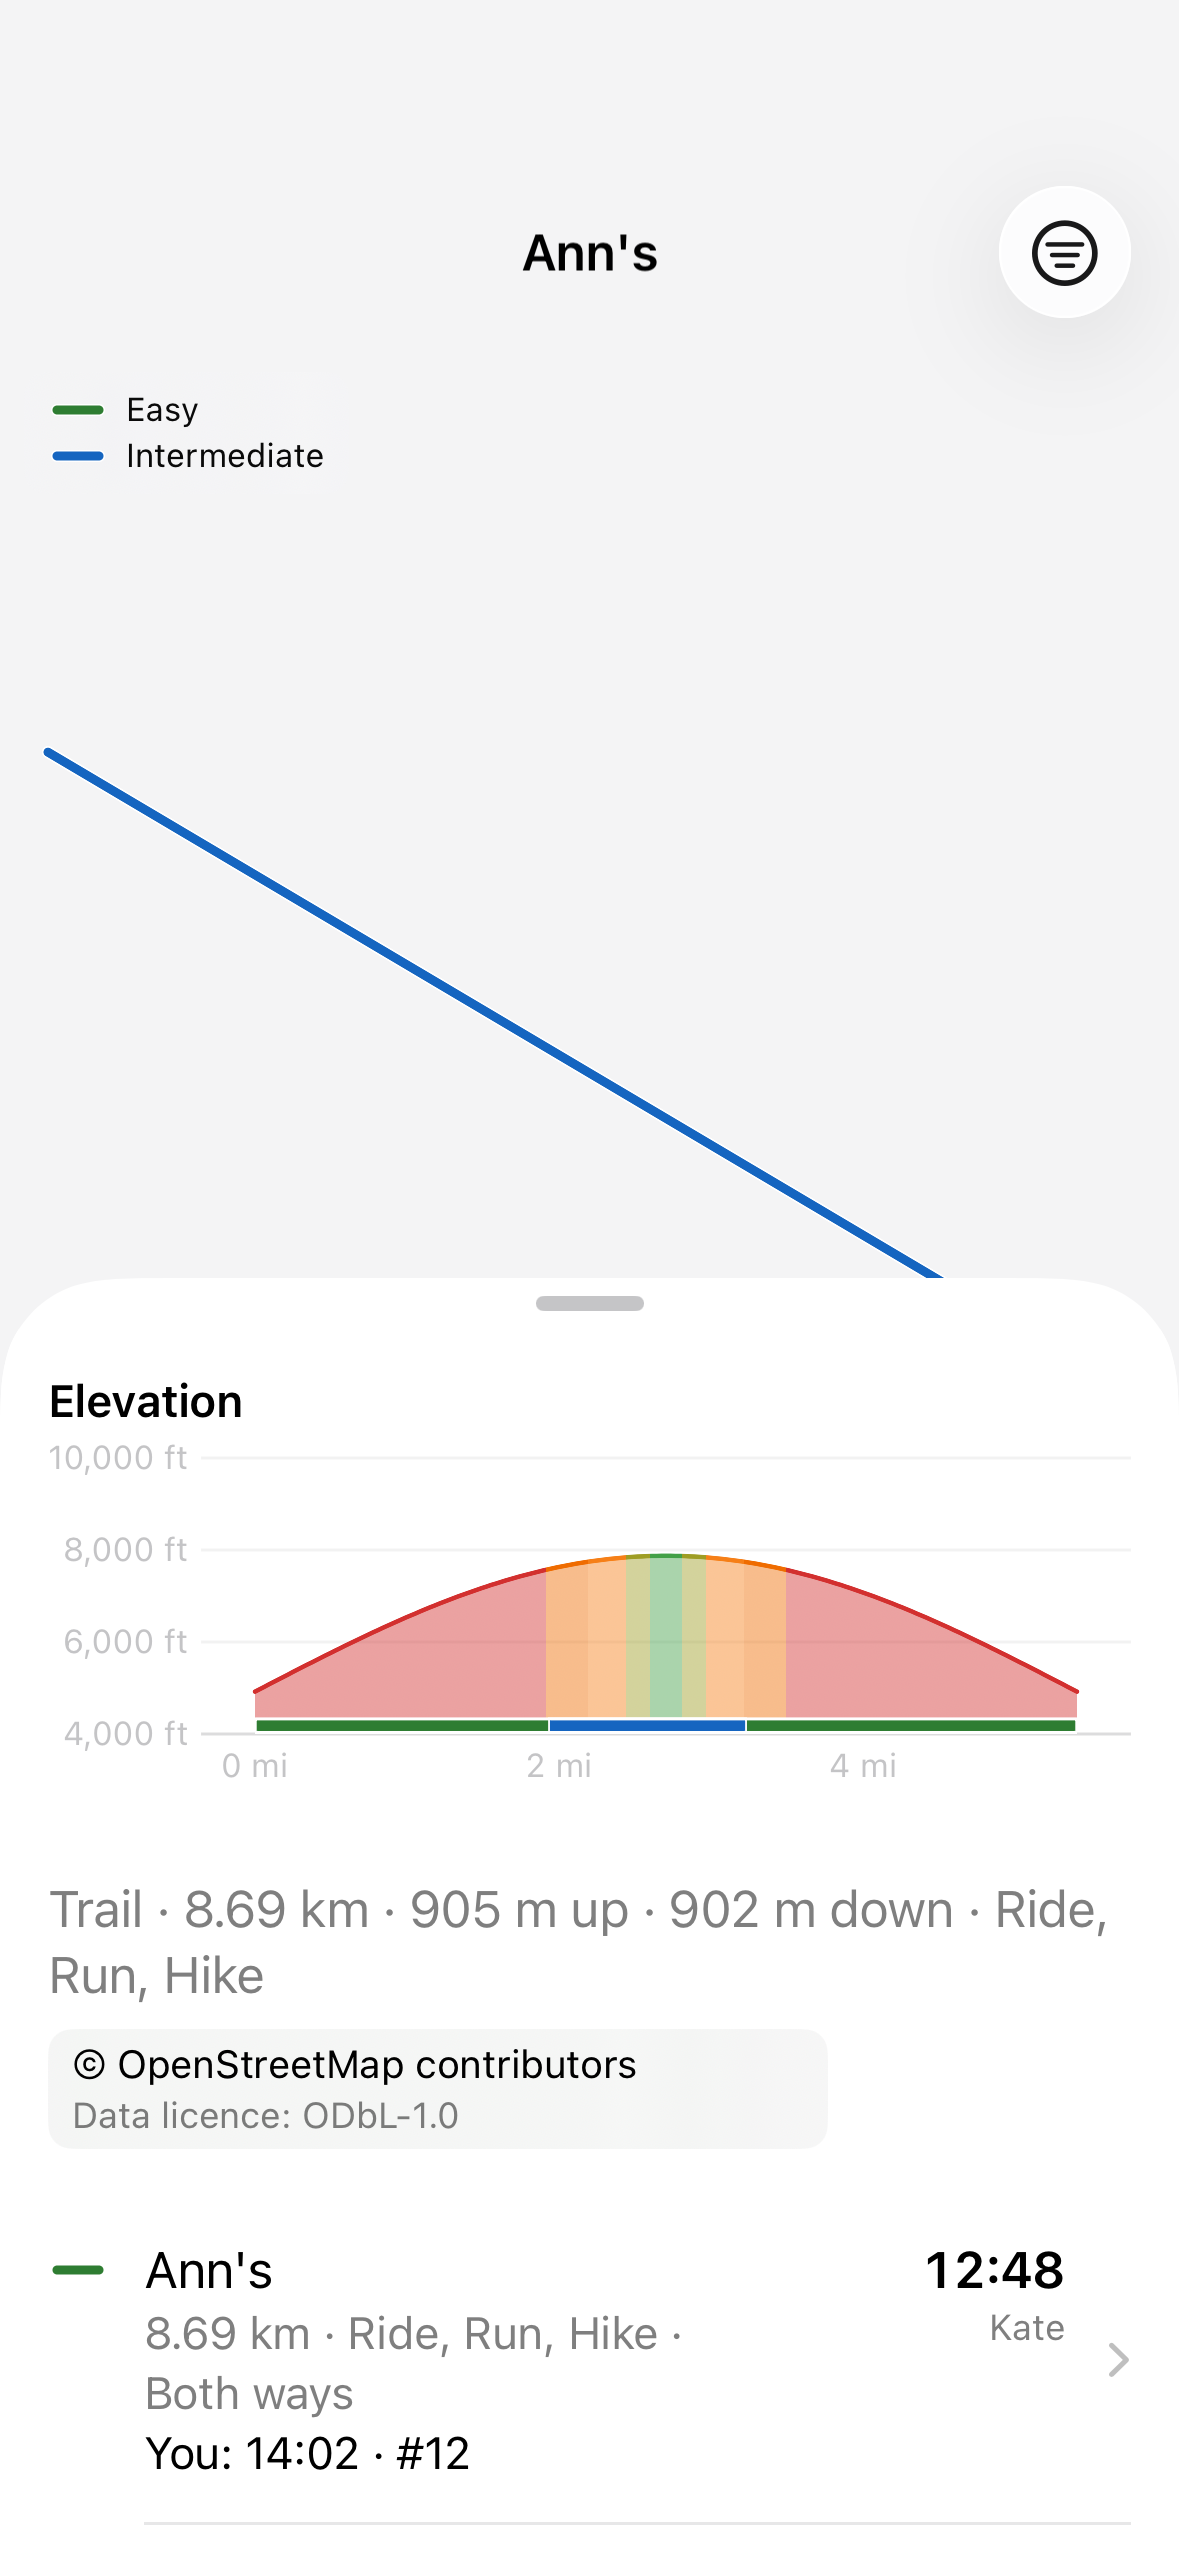 Ann's
Easy
Intermediate
Elevation
10,000 ft
8,000 ft
6,000 ft
4,000 ft
0 mi
2 mi
4 mi
Trail · 8.69 km · 905 m up · 902 m down · Ride,
Run, Hike
© OpenStreetMap contributors
Data licence: ODbL-1.0
Ann's
12:48
8.69 km · Ride, Run, Hike ·
Kate
Both ways
You: 14:02 · #12